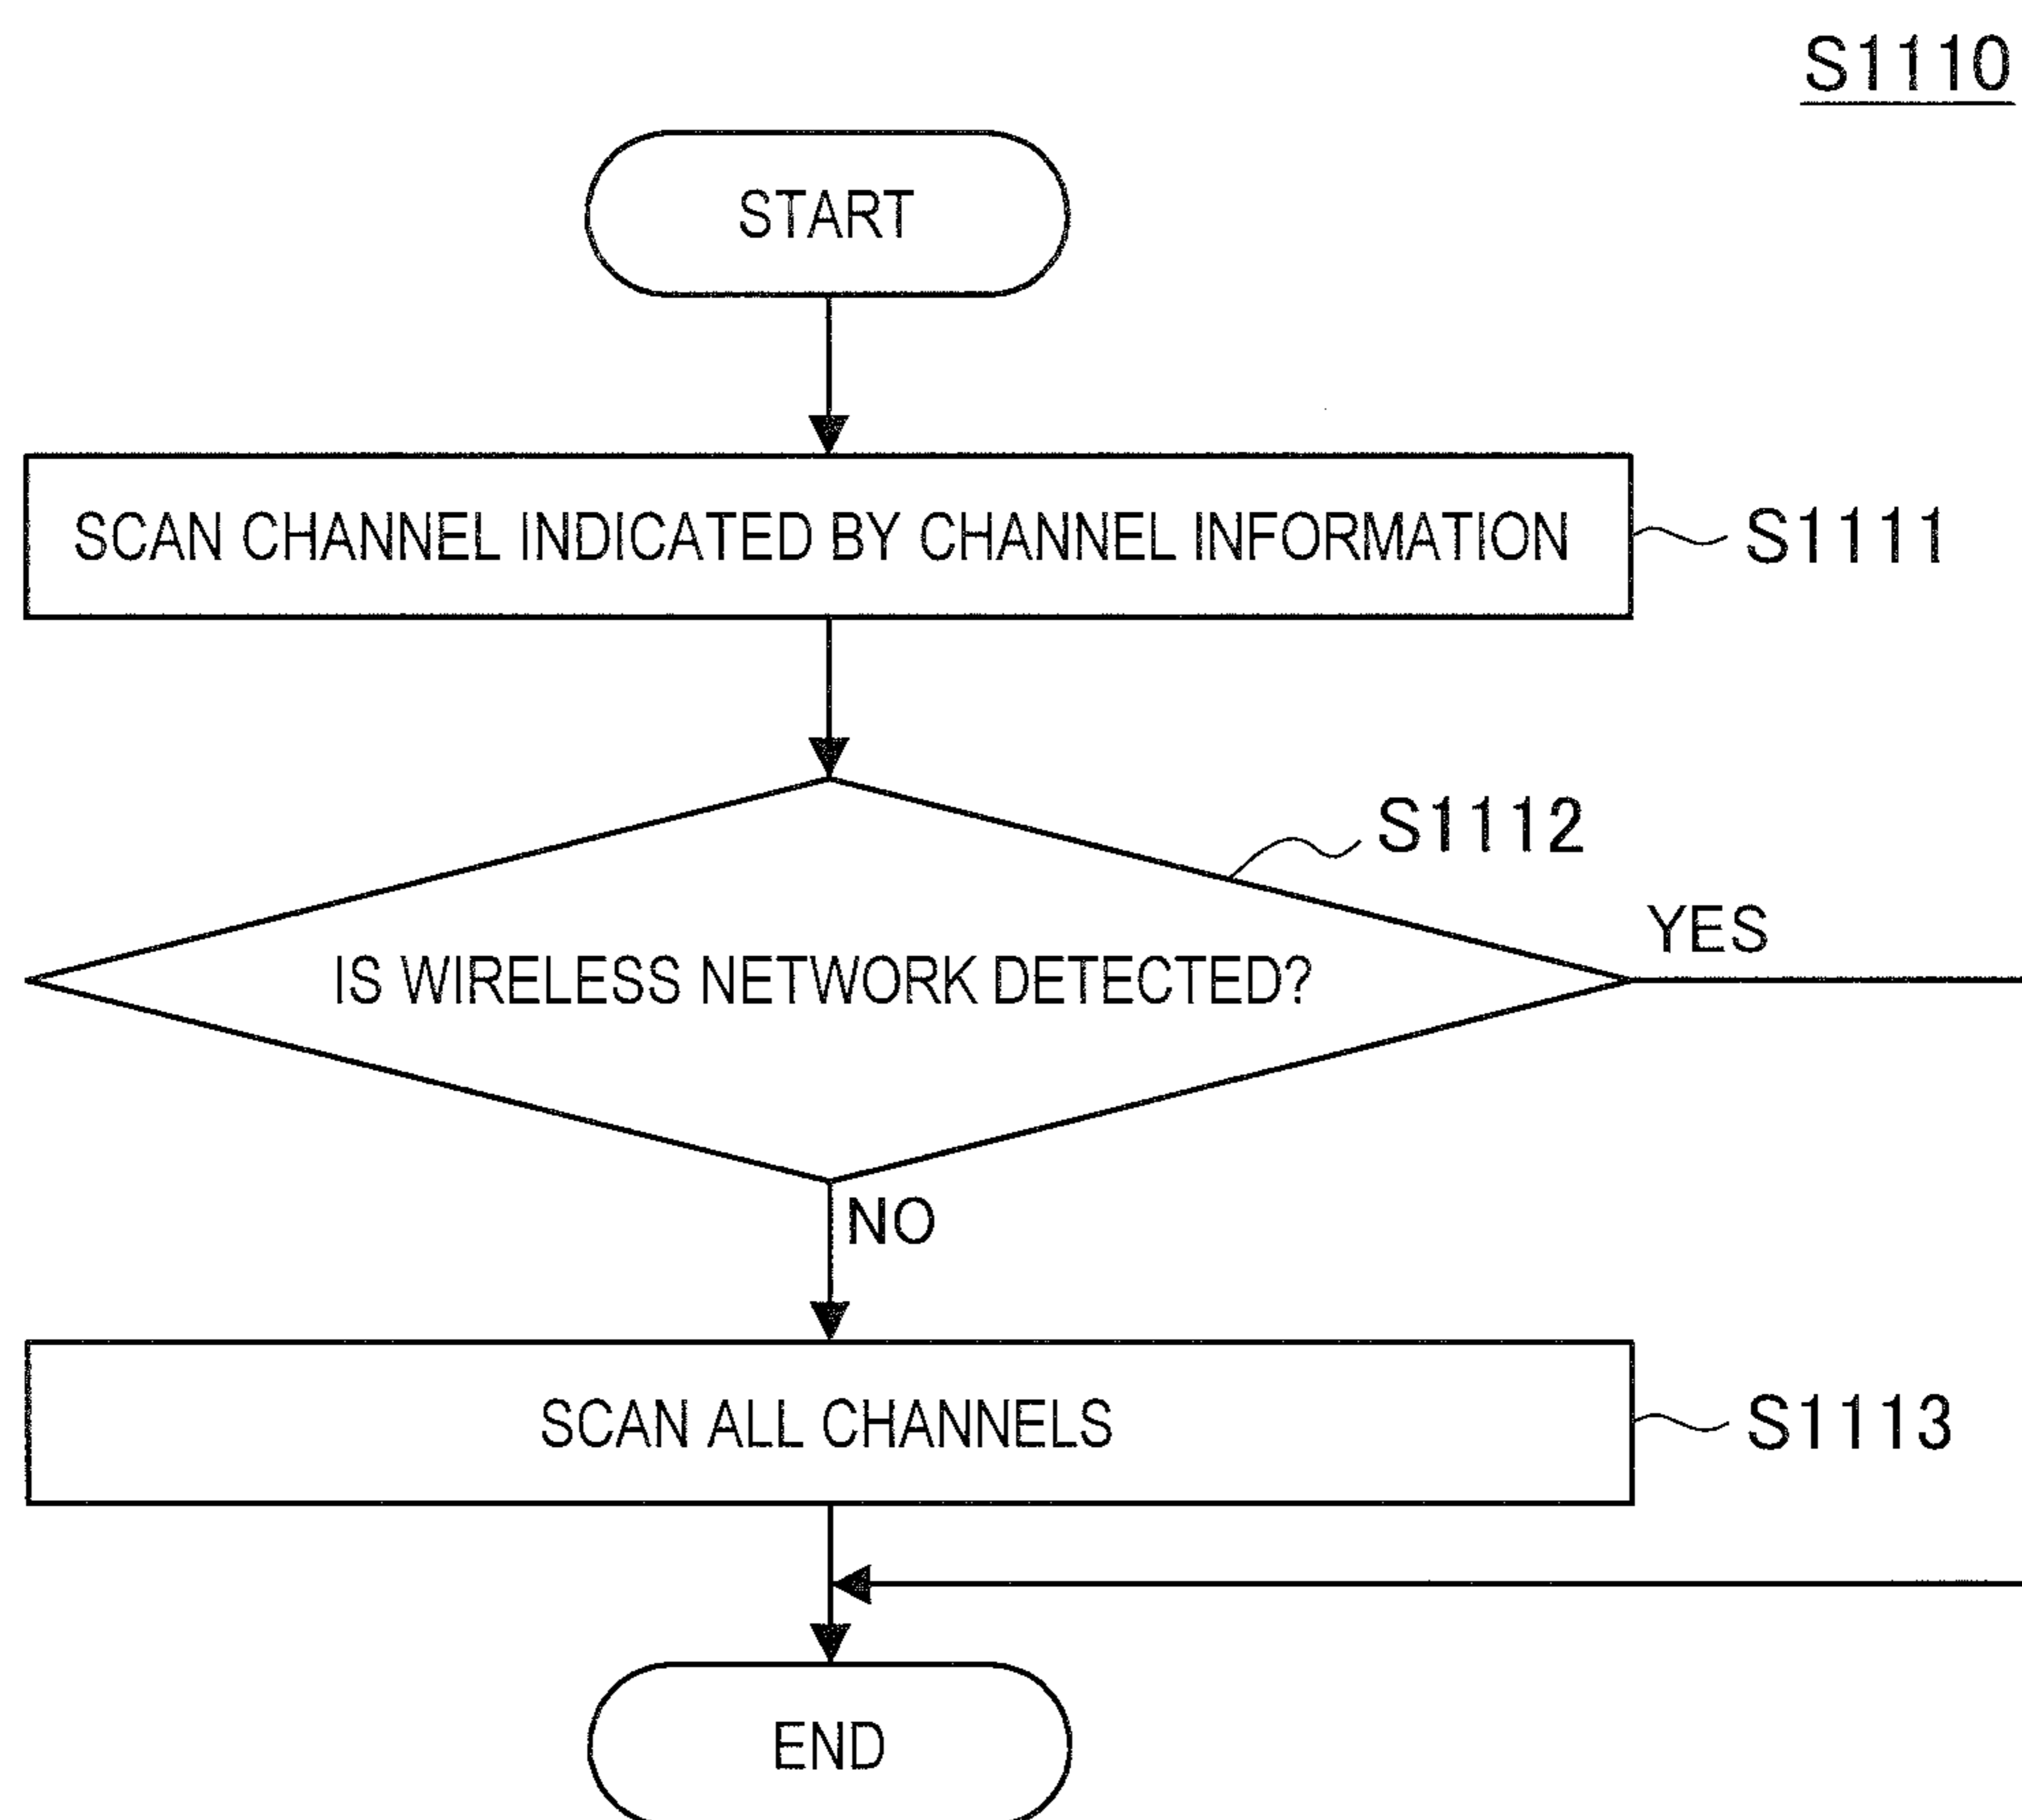 S1110
START
SCAN CHANNEL INDICATED BY CHANNEL INFORMATION
S1111
S1112
YES
IS WIRELESS NETWORK DETECTED?
NO
SCAN ALL CHANNELS
S1113
END